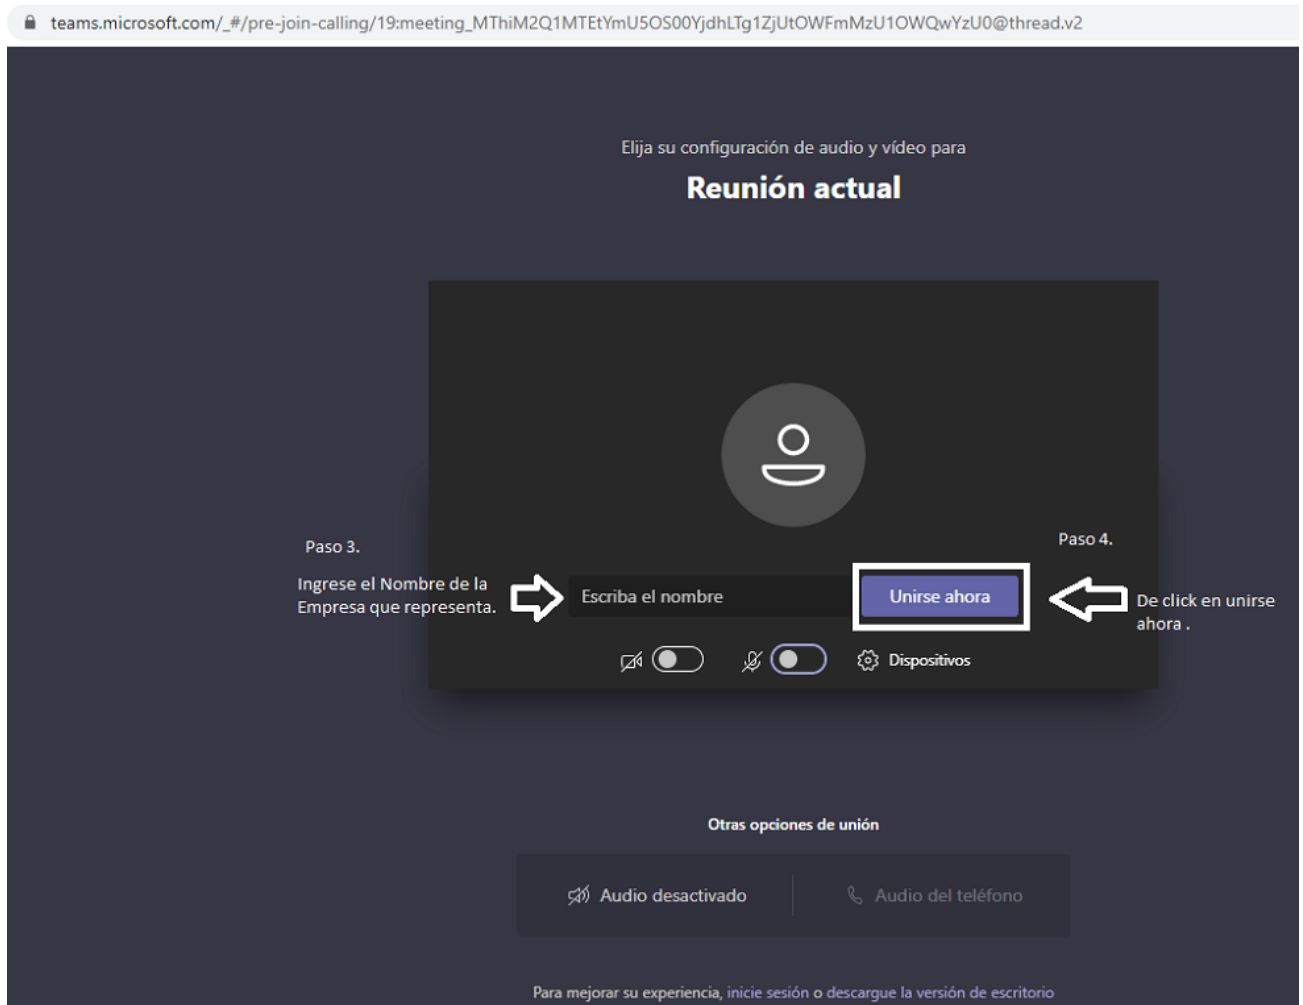 teams.microsoft.com/_#/pre-join-calling/19:meeting_MThiM2Q1MTEtYmU5OS00YjdhLTg1ZjUtOWFmMzU1OWQwYzU0@thread.v2
Elija su configuración de audio y vídeo para
Reunión actual
Paso 3.
Ingrese el Nombre de la
Empresa que representa.
Escriba el nombre
Unirse ahora
Paso 4.
De click en unirse
ahora .
Dispositivos
Otras opciones de unión
Audio desactivado
Audio del teléfono
Para mejorar su experiencia, inicie sesión o descargue la versión de escritorio